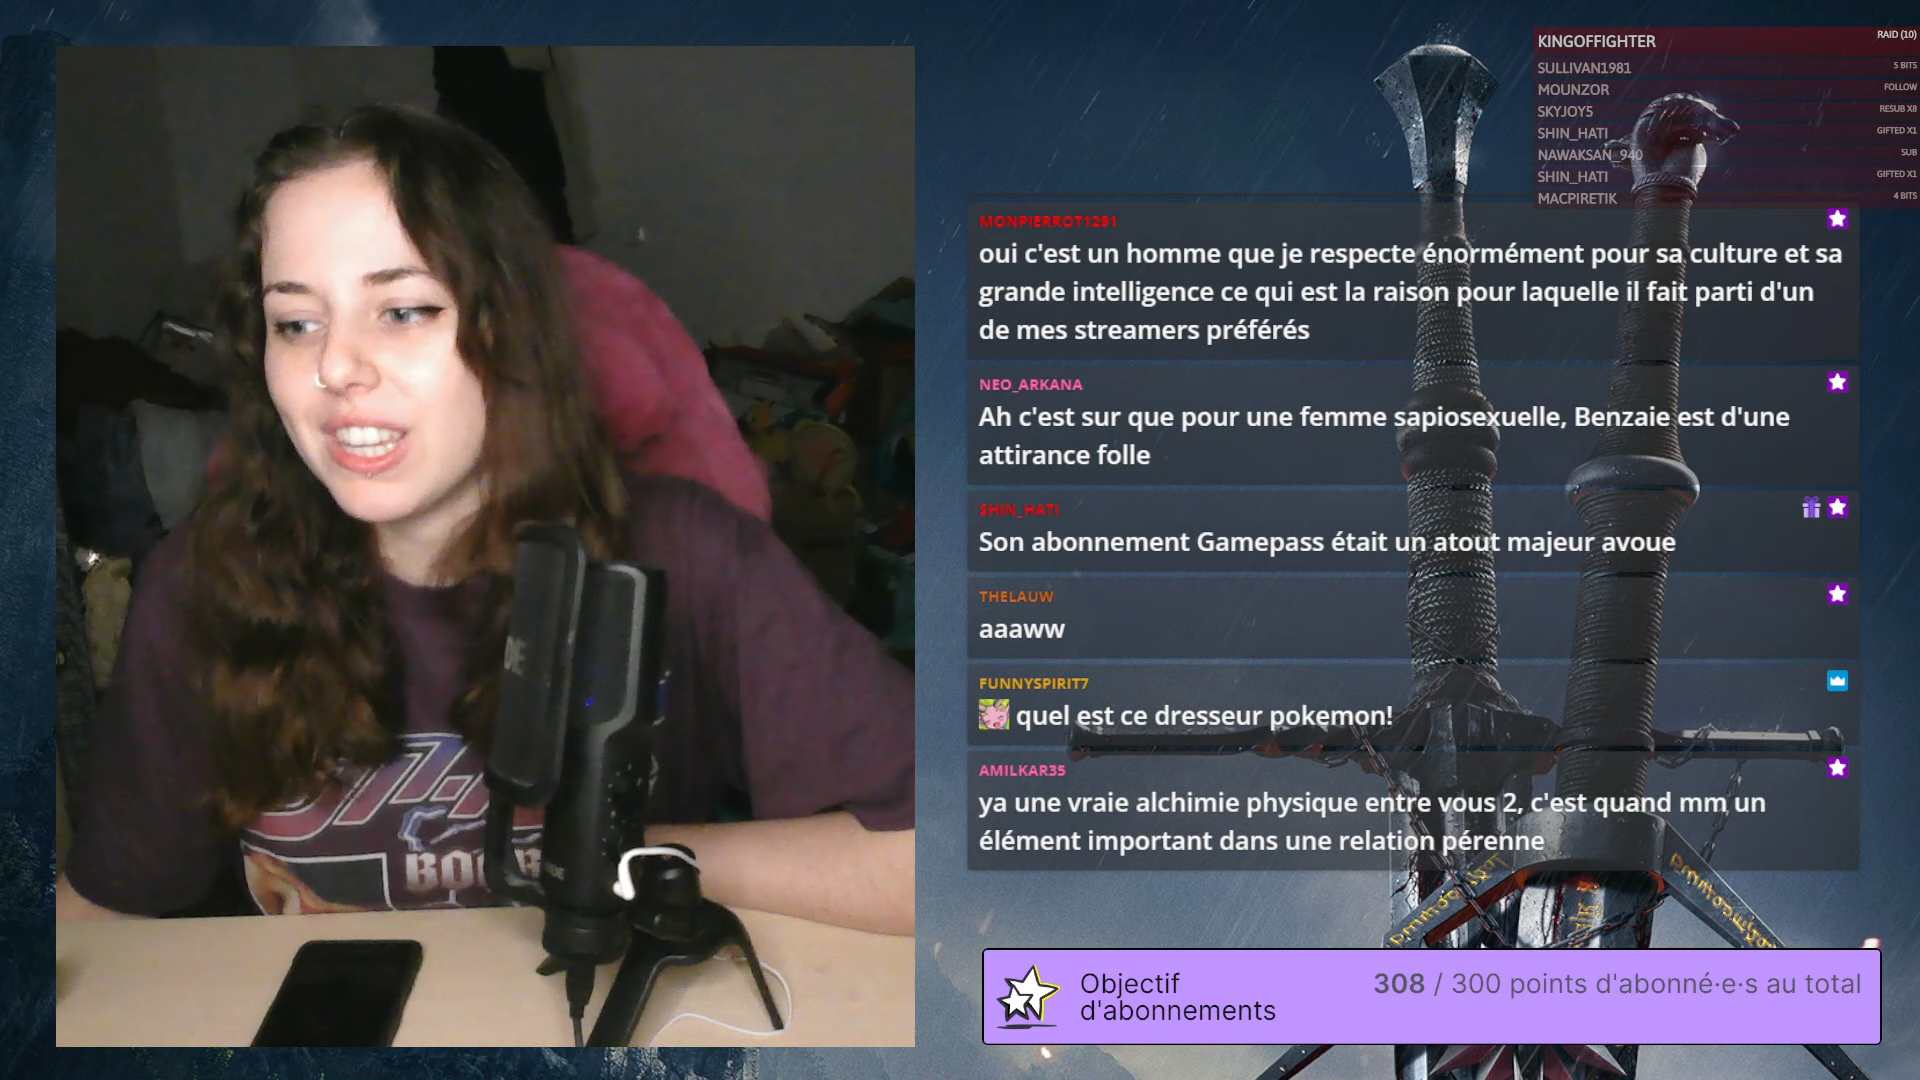 KINGOFFIGHTER RAID (10)
SULLIVAN1981 5 BITS
MOUNZOR FOLLOW
SKYJOY5 RESUB X8
SHIN_HATI GIFTED X1
NAWAKSAN_940 SUB
SHIN_HATI GIFTED X1
MACPIRETIK 4 BITS
MONPIERROT1291
oui c'est un homme que je respecte énormément pour sa culture et sa
grande intelligence ce qui est la raison pour laquelle il fait parti d'un
de mes streamers préférés
NEO_ARKANA
Ah c'est sur que pour une femme sapiosexuelle, Benzaie est d'une
attirance folle
SHIN_HATI
Son abonnement Gamepass était un atout majeur avoue
THELAUW
aaaww
FUNNYSPIRIT7
quel est ce dresseur pokemon!
AMILKAR35
ya une vraie alchimie physique entre vous 2, c'est quand mm un
élément important dans une relation pérenne
Objectif
d'abonnements
308 / 300 points d'abonné·e·s au total